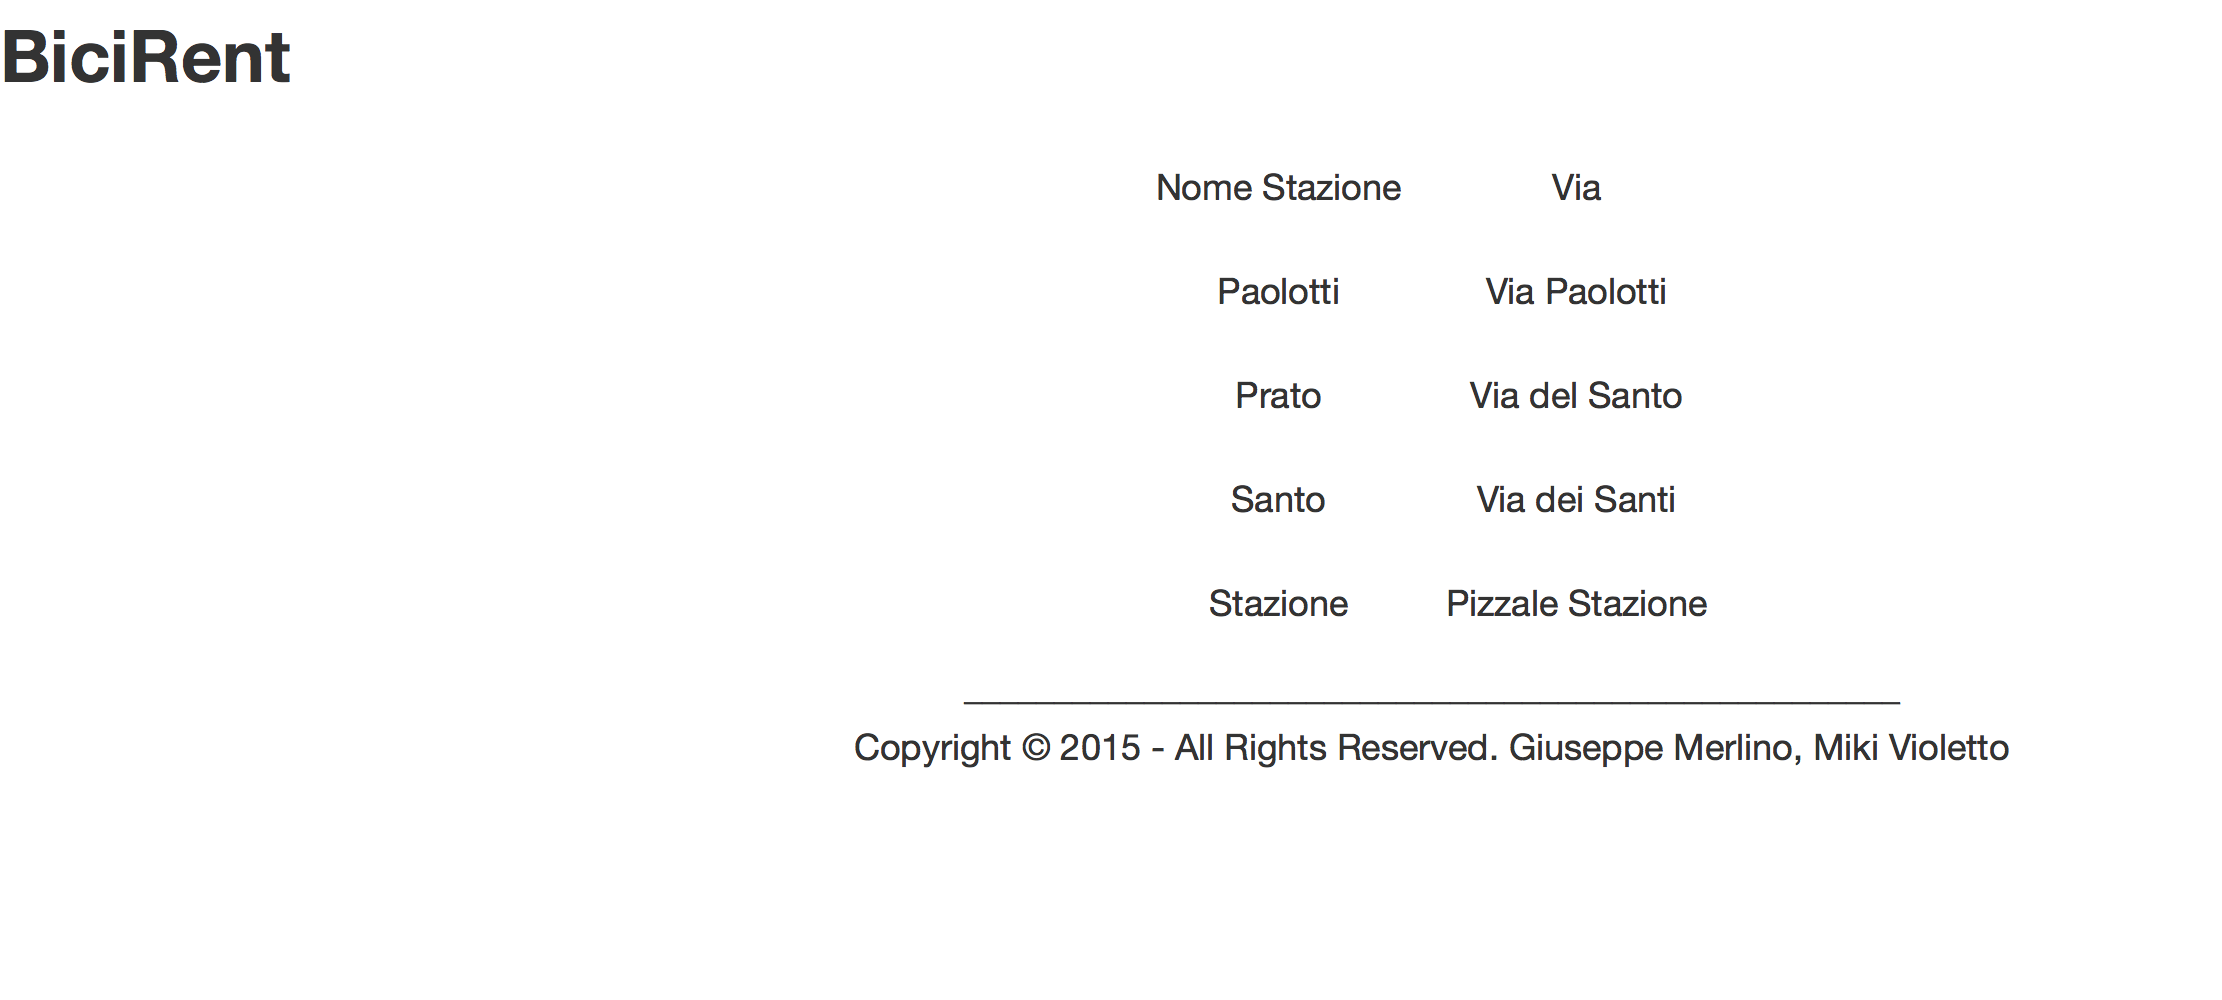 BiciRent
Nome Stazione Via
Paolotti Via Paolotti
Prato Via del Santo
Santo Via dei Santi
Stazione Pizzale Stazione
Copyright © 2015 - All Rights Reserved. Giuseppe Merlino, Miki Violetto